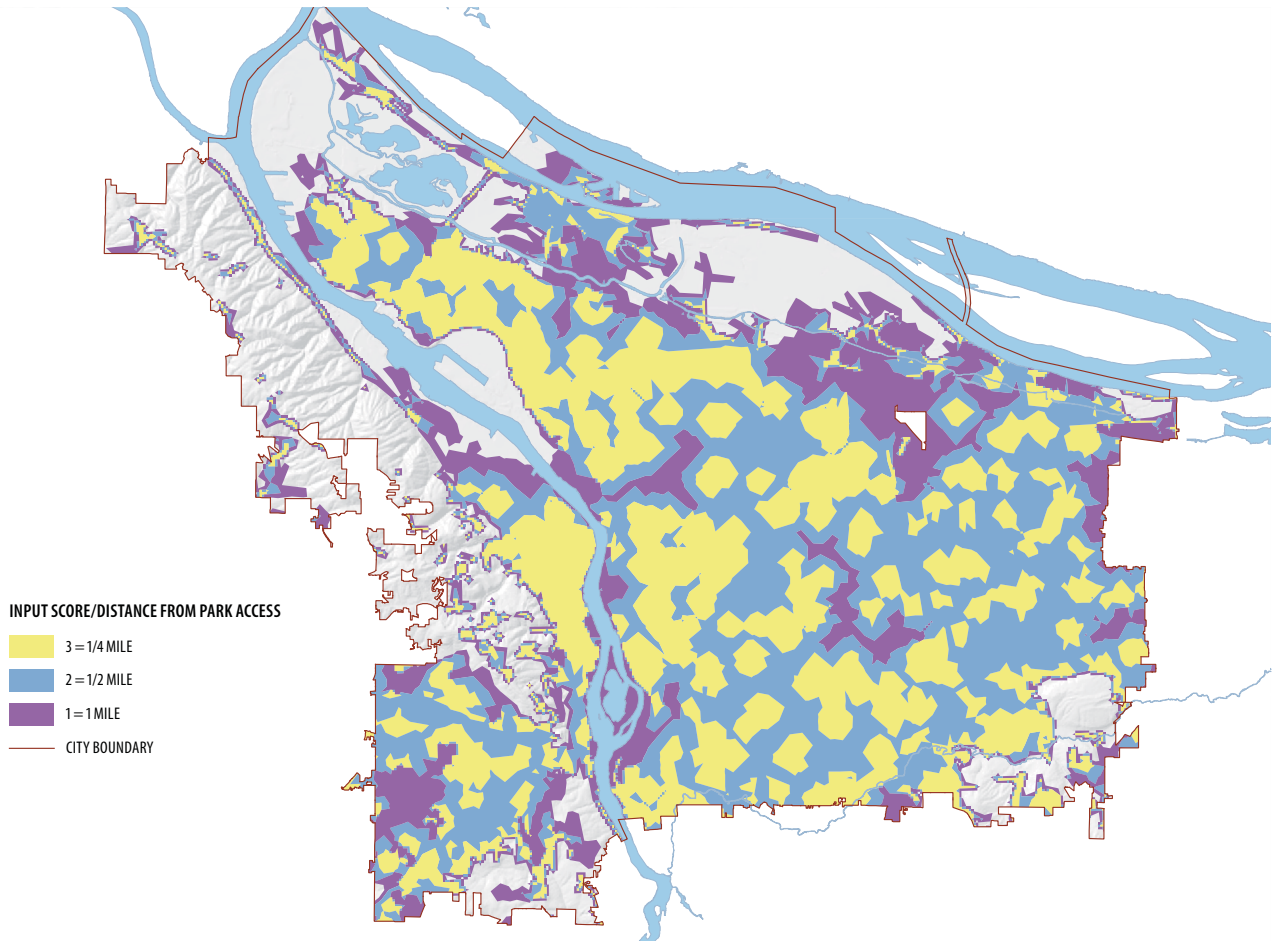 INPUT SCORE/DISTANCE FROM PARK ACCESS
3 = 1/4 MILE
2 = 1/2 MILE
1 = 1 MILE
CITY BOUNDARY